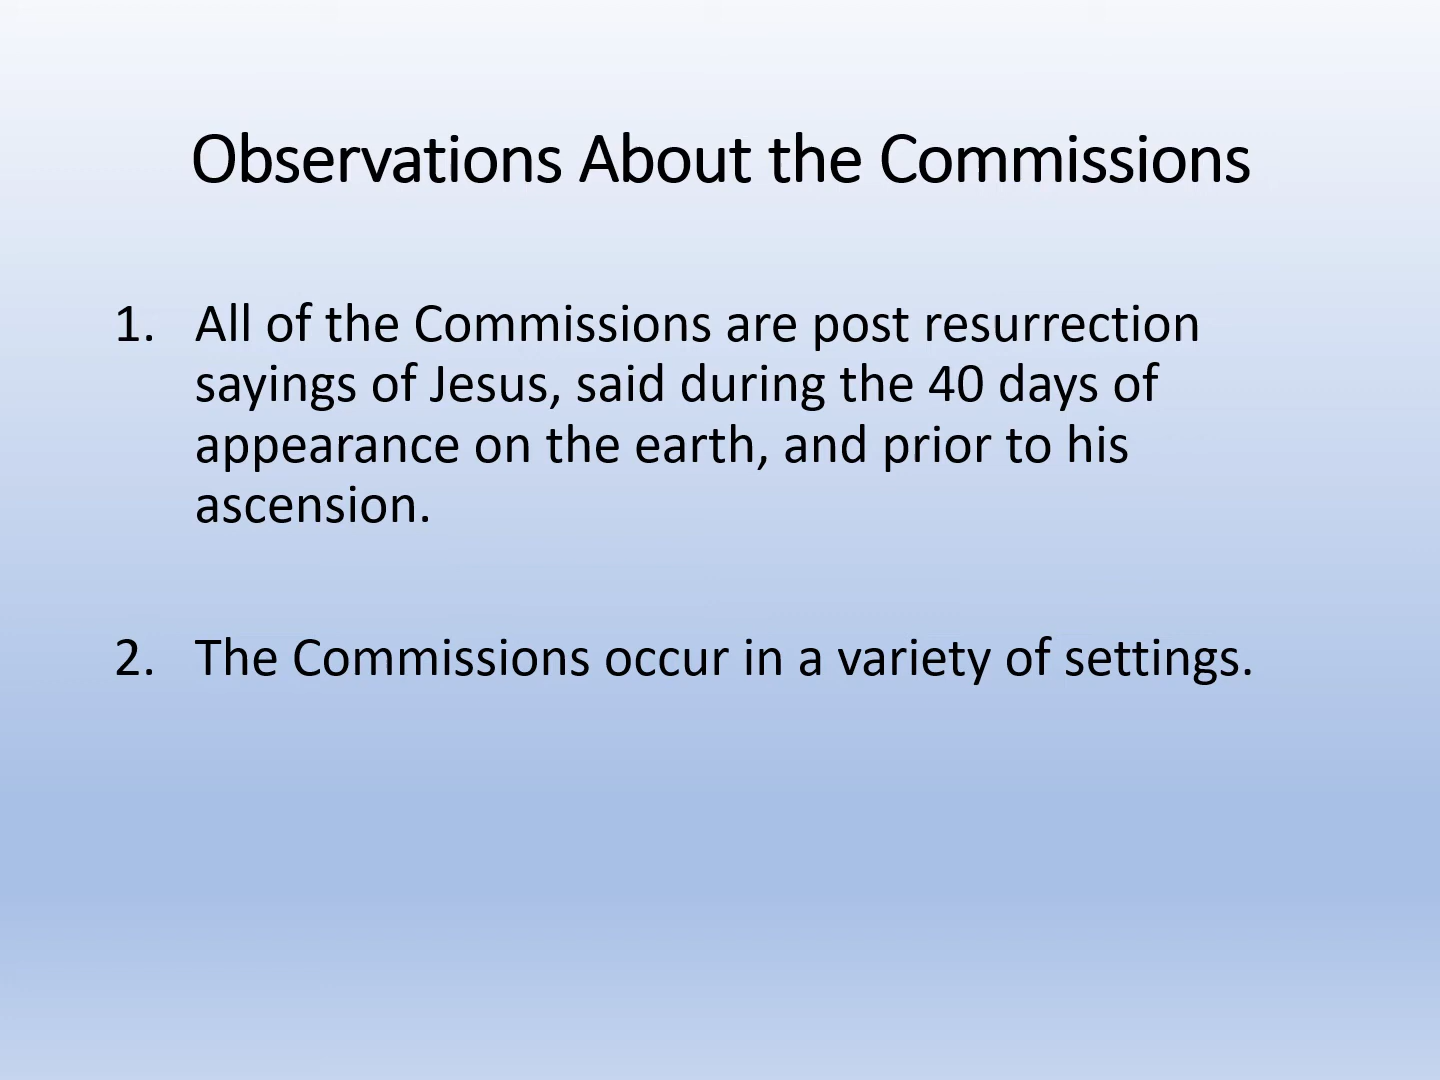 Observations About the Commissions
1. All of the Commissions are post resurrection
sayings of Jesus, said during the 40 days of
appearance on the earth, and prior to his
ascension.
2. The Commissions occur in a variety of settings.